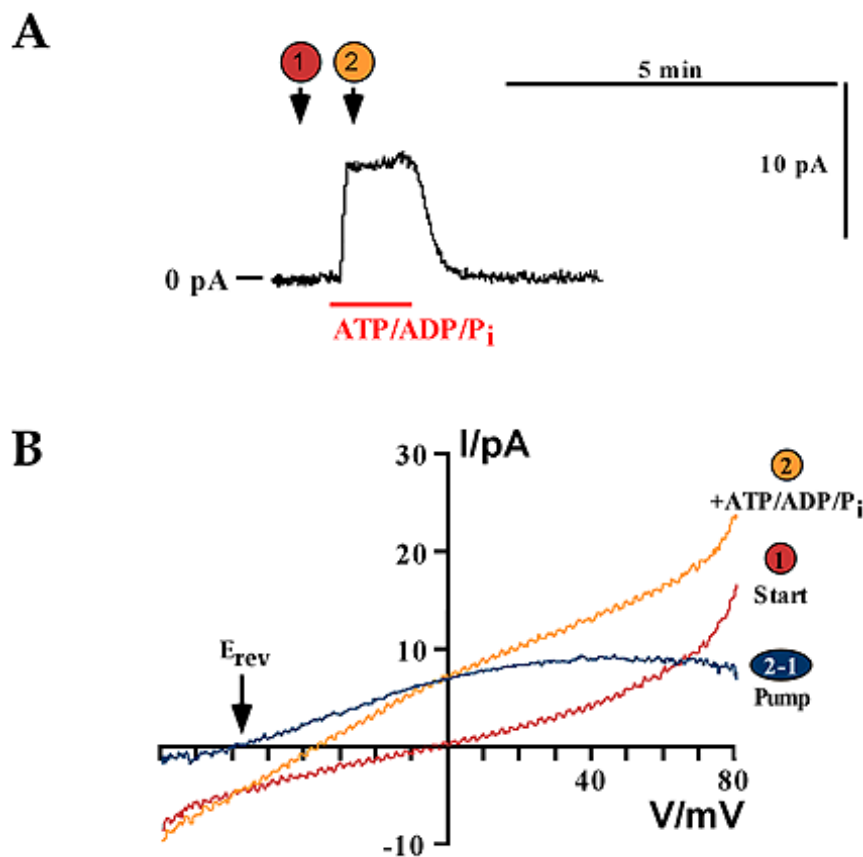 A
1 2
5 min
10 pA
0 pA
ATP/ADP/Pi
B
I/pA
30
2
+ATP/ADP/Pi
20
1
Start
Erev
10
2-1
Pump
40 80
V/mV
-10